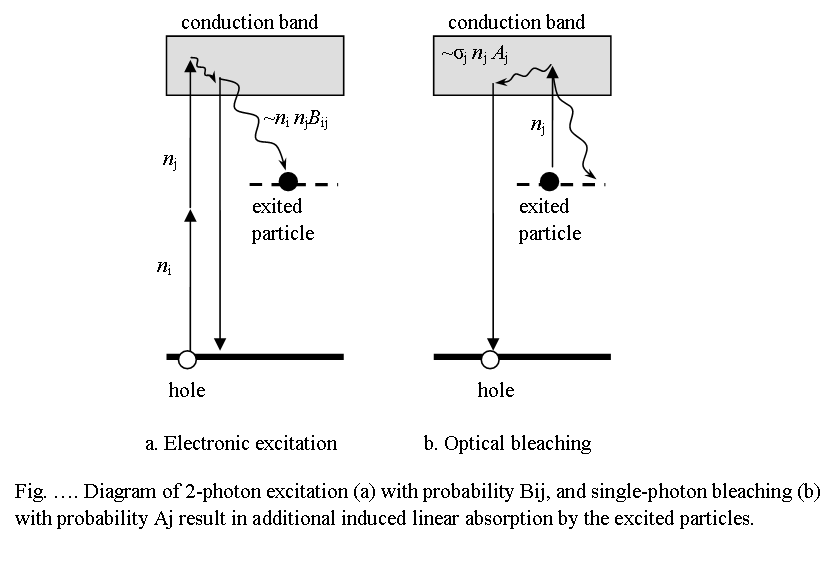 conduction band
~nᵢ nⱼBᵢⱼ
nⱼ
nᵢ
exited
particle
hole
a. Electronic excitation
conduction band
~σⱼ nⱼ Aⱼ
nⱼ
exited
particle
hole
b. Optical bleaching
Fig. …. Diagram of 2-photon excitation (a) with probability Bij, and single-photon bleaching (b)
with probability Aj result in additional induced linear absorption by the excited particles.